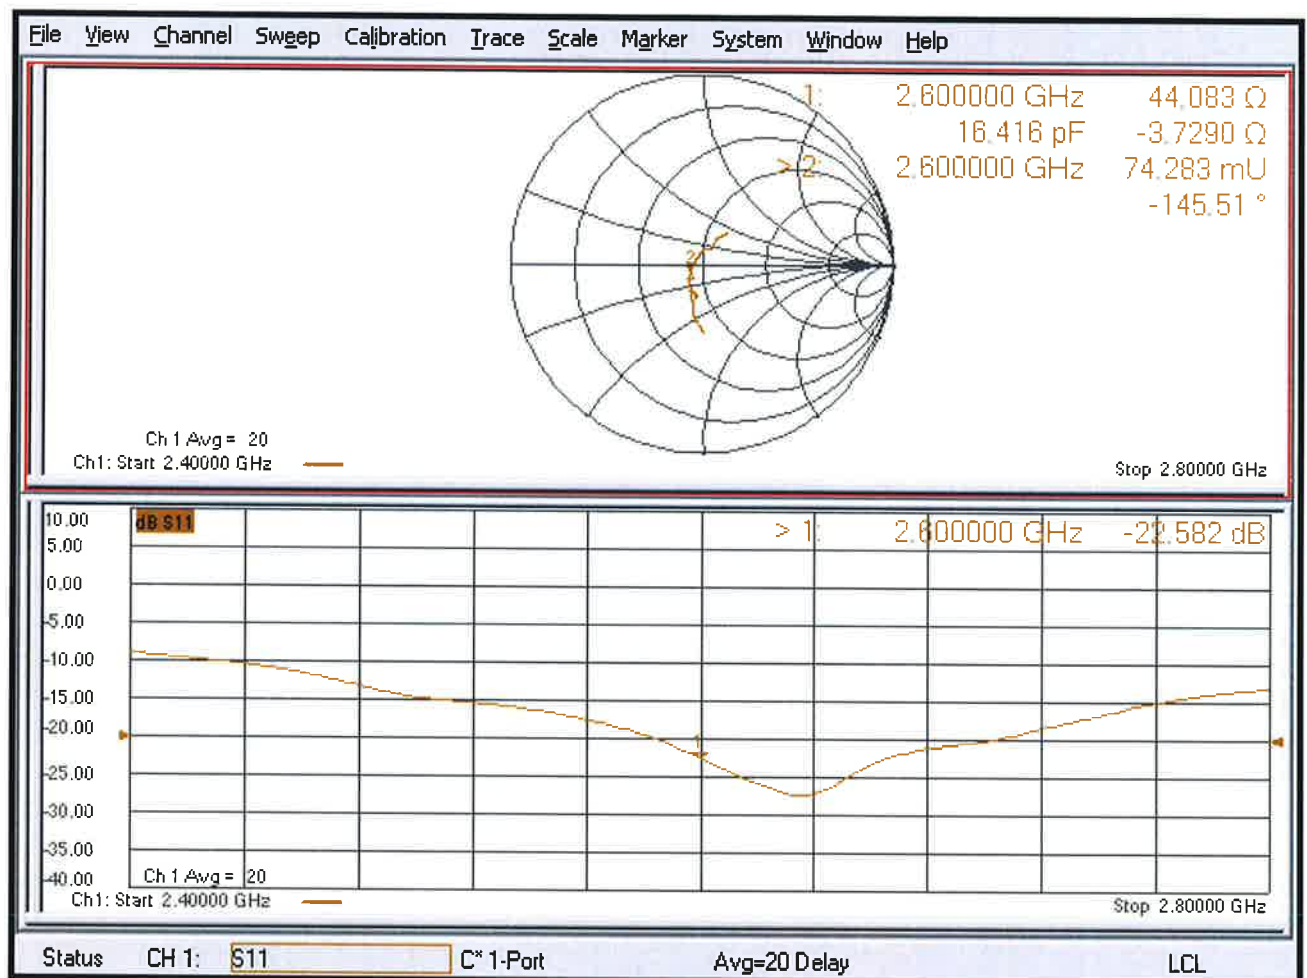 File View Channel Sweep Calibration Trace Scale Marker System Window Help
1: 2.600000 GHz 44.083 Ω
16.416 pF -3.7290 Ω
> 2: 2.600000 GHz 74.283 mU
-145.51 °
2
Ch 1 Avg = 20
Ch1: Start 2.40000 GHz
Stop 2.80000 GHz
10.00
dB S11
> 1: 2.600000 GHz -22.582 dB
5.00
0.00
-5.00
-10.00
-15.00
-20.00
1
-25.00
-30.00
-35.00
-40.00
Ch 1 Avg = 20
Ch1: Start 2.40000 GHz
Stop 2.80000 GHz
Status CH 1: S11 C* 1-Port Avg=20 Delay LCL